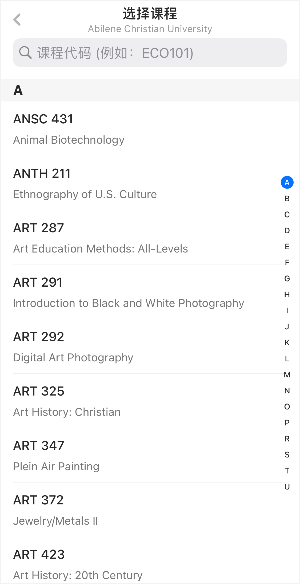 选择课程
Abilene Christian University
课程代码 (例如：ECO101)
A
ANSC 431
Animal Biotechnology
ANTH 211
Ethnography of U.S. Culture
ART 287
Art Education Methods: All-Levels
ART 291
Introduction to Black and White Photography
ART 292
Digital Art Photography
ART 325
Art History: Christian
ART 347
Plein Air Painting
ART 372
Jewelry/Metals II
ART 423
Art History: 20th Century
A
B
C
D
E
F
G
H
I
J
K
L
M
N
O
P
R
S
T
U